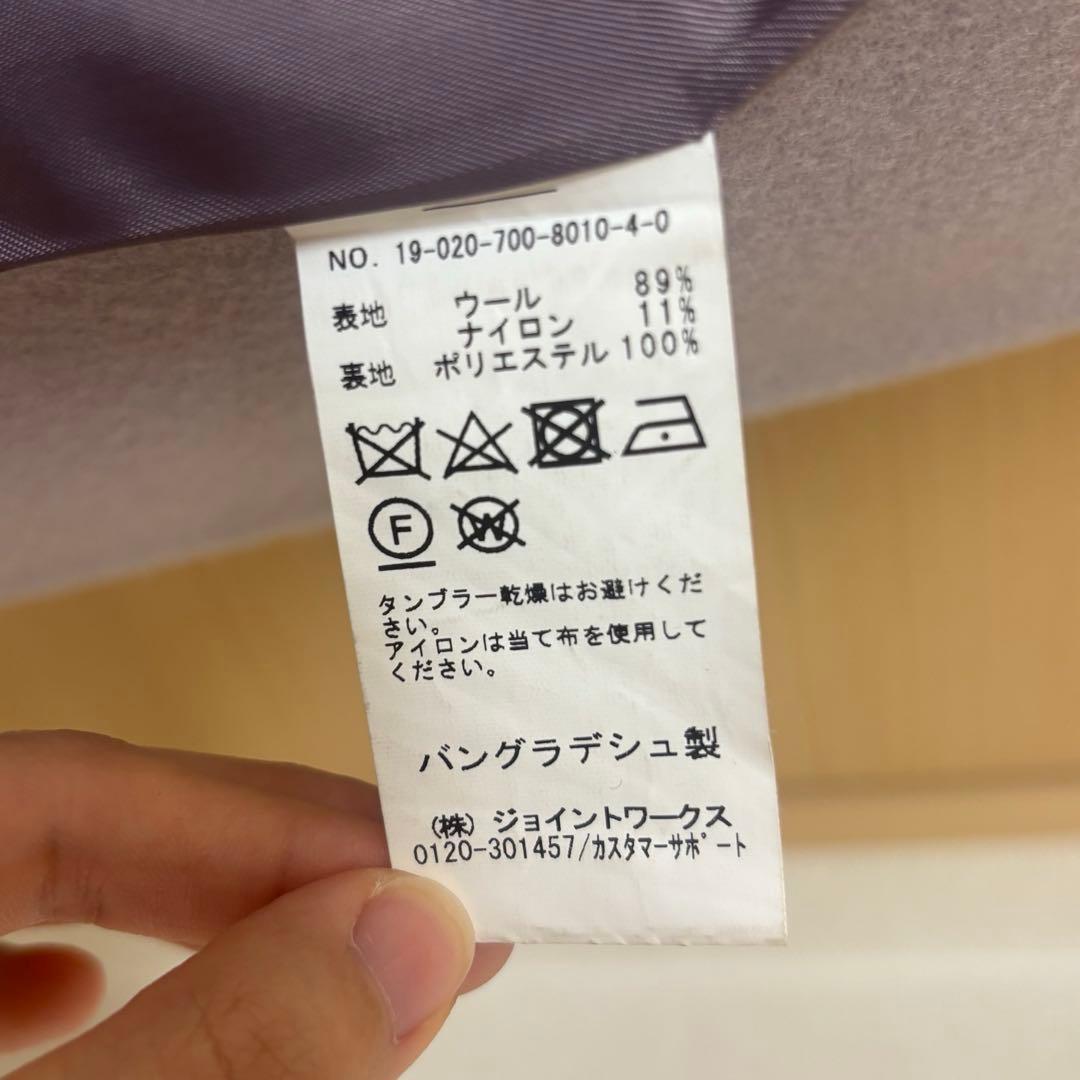 NO. 19-020-700-8010-4-0
表地 ウール 89%
ナイロン 11%
裏地 ポリエステル 100%
F
W
タンブラー乾燥はお避けくだ
さい。
アイロンは当て布を使用して
ください。
バングラデシュ製
(株) ジョイントワークス
0120-301457/カスタマーサポート